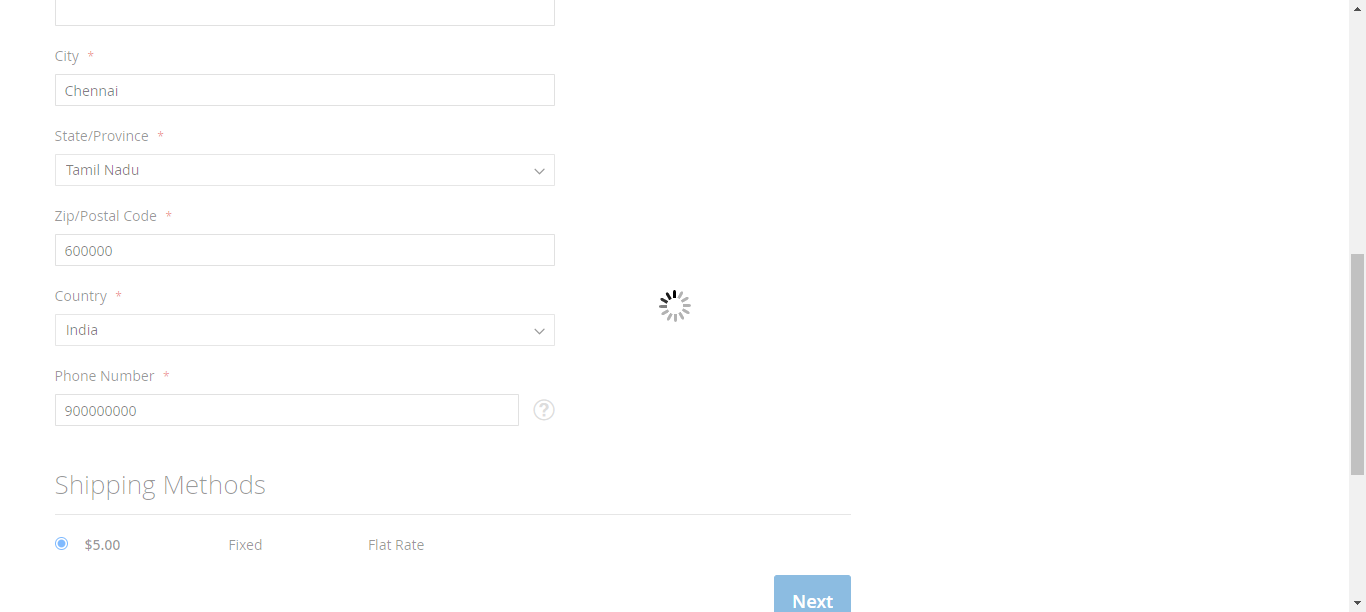 City *
Chennai
State/Province *
Tamil Nadu
Zip/Postal Code *
600000
Country *
India
Phone Number *
900000000 ?
Shipping Methods
$5.00 Fixed Flat Rate
Next